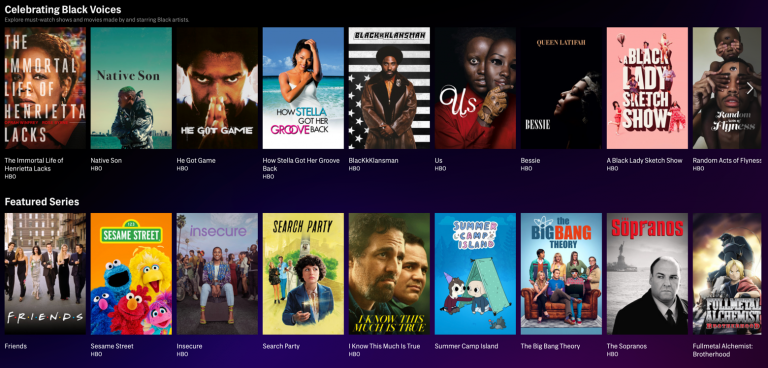 Celebrating Black Voices
Explore must-watch shows and movies made by and starring Black artists.
THE IMMORTAL LIFE OF HENRIETTA LACKS
Native Son
HE GOT GAME
HOW STELLA GOT HER GROOVE BACK
BLACKkKLANSMAN
Us
QUEEN LATIFAH
BESSIE
A BLACK LADY SKETCH SHOW
Random Acts of Flyness
The Immortal Life of
Henrietta Lacks
HBO
Native Son
HBO
He Got Game
HBO
How Stella Got Her Groove
Back
HBO
BlacKkKlansman
HBO
Us
HBO
Bessie
HBO
A Black Lady Sketch Show
HBO
Random Acts of Flyness
HBO
Featured Series
FRIENDS
SESAME STREET
insecure
SEARCH PARTY
I KNOW THIS MUCH IS TRUE
SUMMER CAMP ISLAND
the BIG BANG THEORY
The Sopranos
FULLMETAL ALCHEMIST BROTHERHOOD
Friends
Sesame Street
HBO
Insecure
HBO
Search Party
I Know This Much Is True
HBO
Summer Camp Island
The Big Bang Theory
The Sopranos
HBO
Fullmetal Alchemist:
Brotherhood